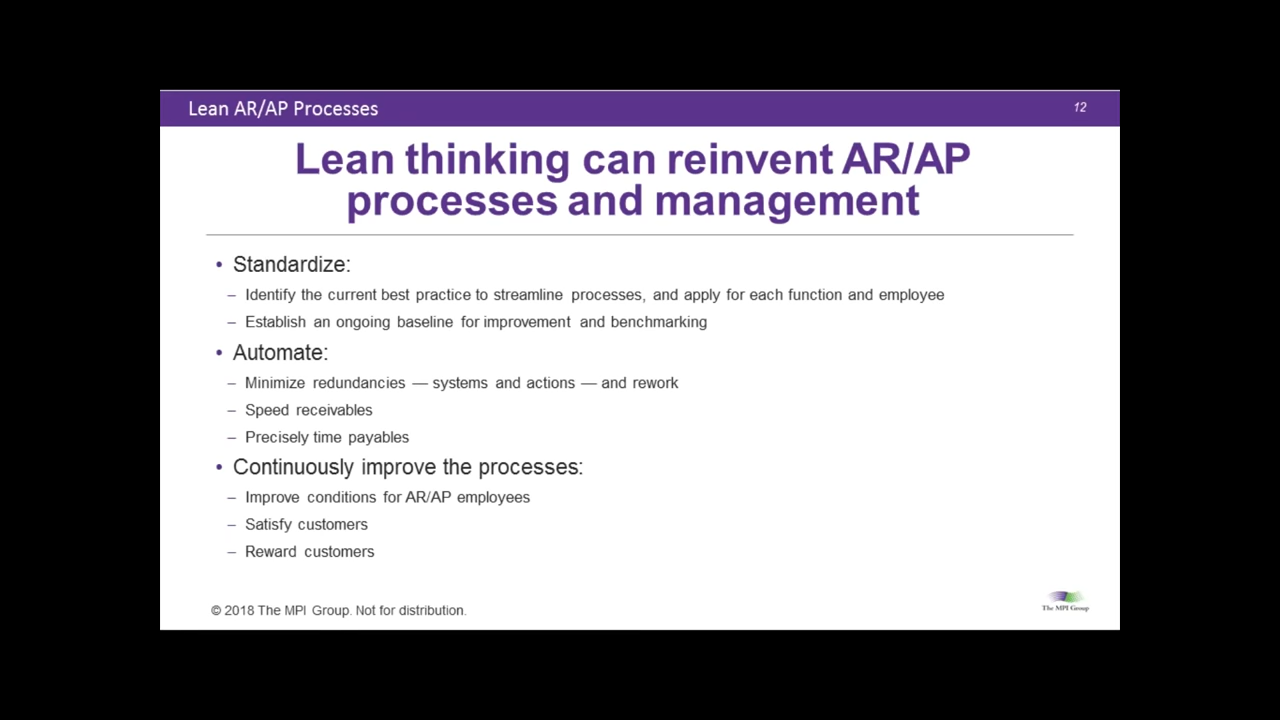 Lean AR/AP Processes
12
Lean thinking can reinvent AR/AP
processes and management
• Standardize:
– Identify the current best practice to streamline processes, and apply for each function and employee
– Establish an ongoing baseline for improvement and benchmarking
• Automate:
– Minimize redundancies — systems and actions — and rework
– Speed receivables
– Precisely time payables
• Continuously improve the processes:
– Improve conditions for AR/AP employees
– Satisfy customers
– Reward customers
© 2018 The MPI Group. Not for distribution.
The MPI Group